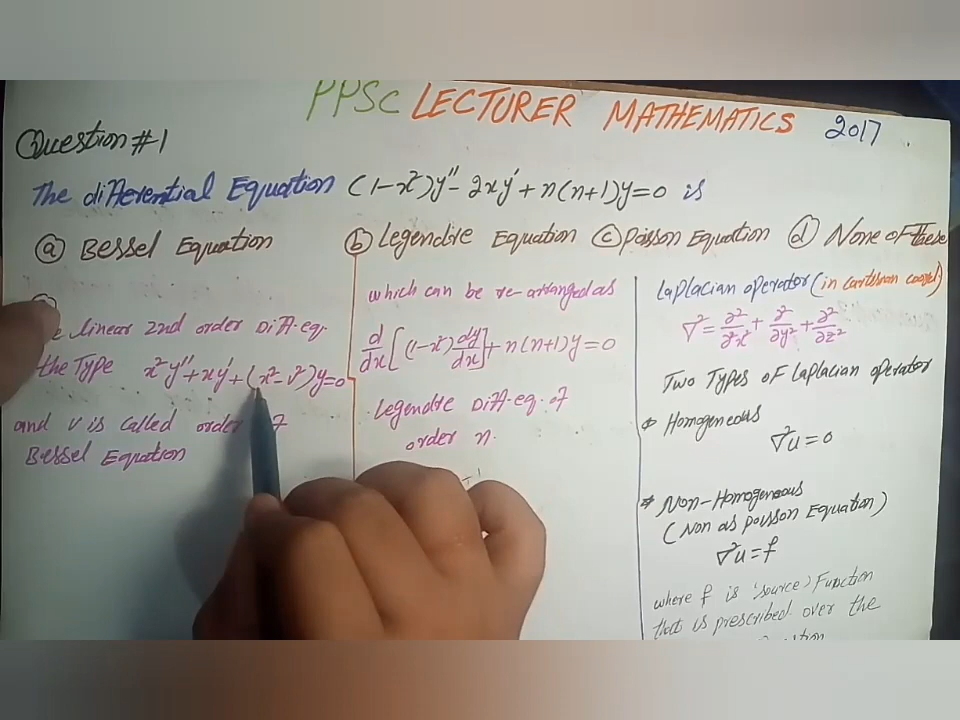 PPSC LECTURER MATHEMATICS 2017
Question #1
The differential Equation (1-x²)y''- 2xy' + n(n+1)y=0 is
(a) Bessel Equation (b) Legendire Equation (c) Poisson Equation (d) None of These
linear 2nd order Diff. eq.
the Type x²y''+xy'+(x²-v²)y=0
and v is called order
Bessel Equation
which can be re-arranged as
d/dx[(1-x²)dy/dx]+n(n+1)y=0
Legendre Diff. eq. of
order n.
Laplacian operator (in cartesian coord)
∇²=∂²/∂x²+∂²/∂y²+∂²/∂z²
Two Types of Laplacian operator
* Homogeneous
∇²u=0
* Non-Homogeneous
(Non as poisson Equation)
∇²u=f
where f is 'source' Function
that is prescribed over the